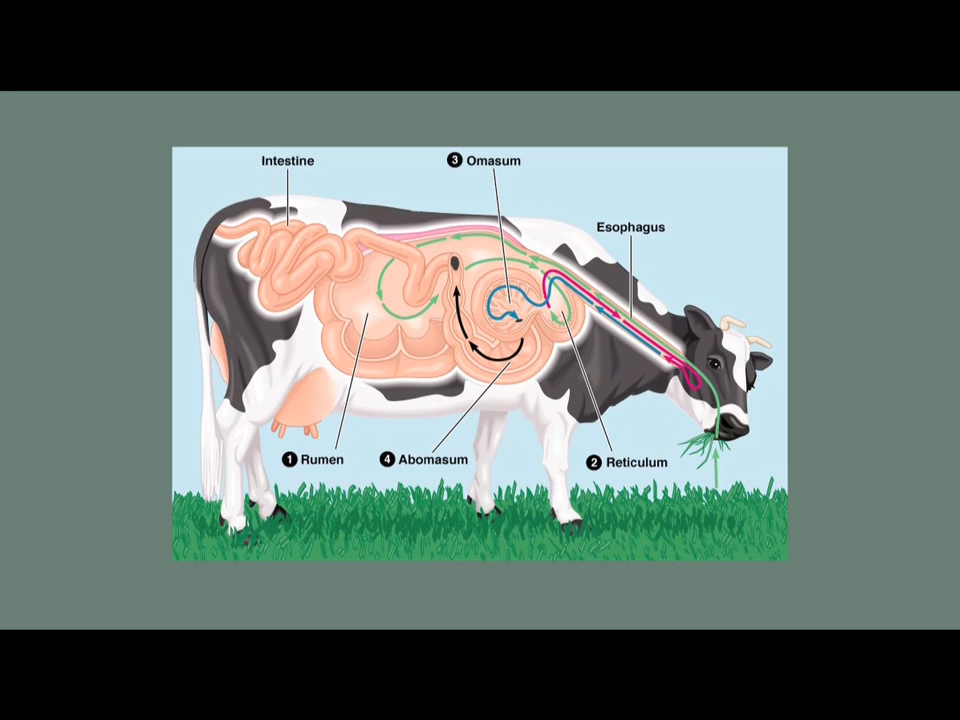 Intestine
3 Omasum
Esophagus
1 Rumen
4 Abomasum
2 Reticulum